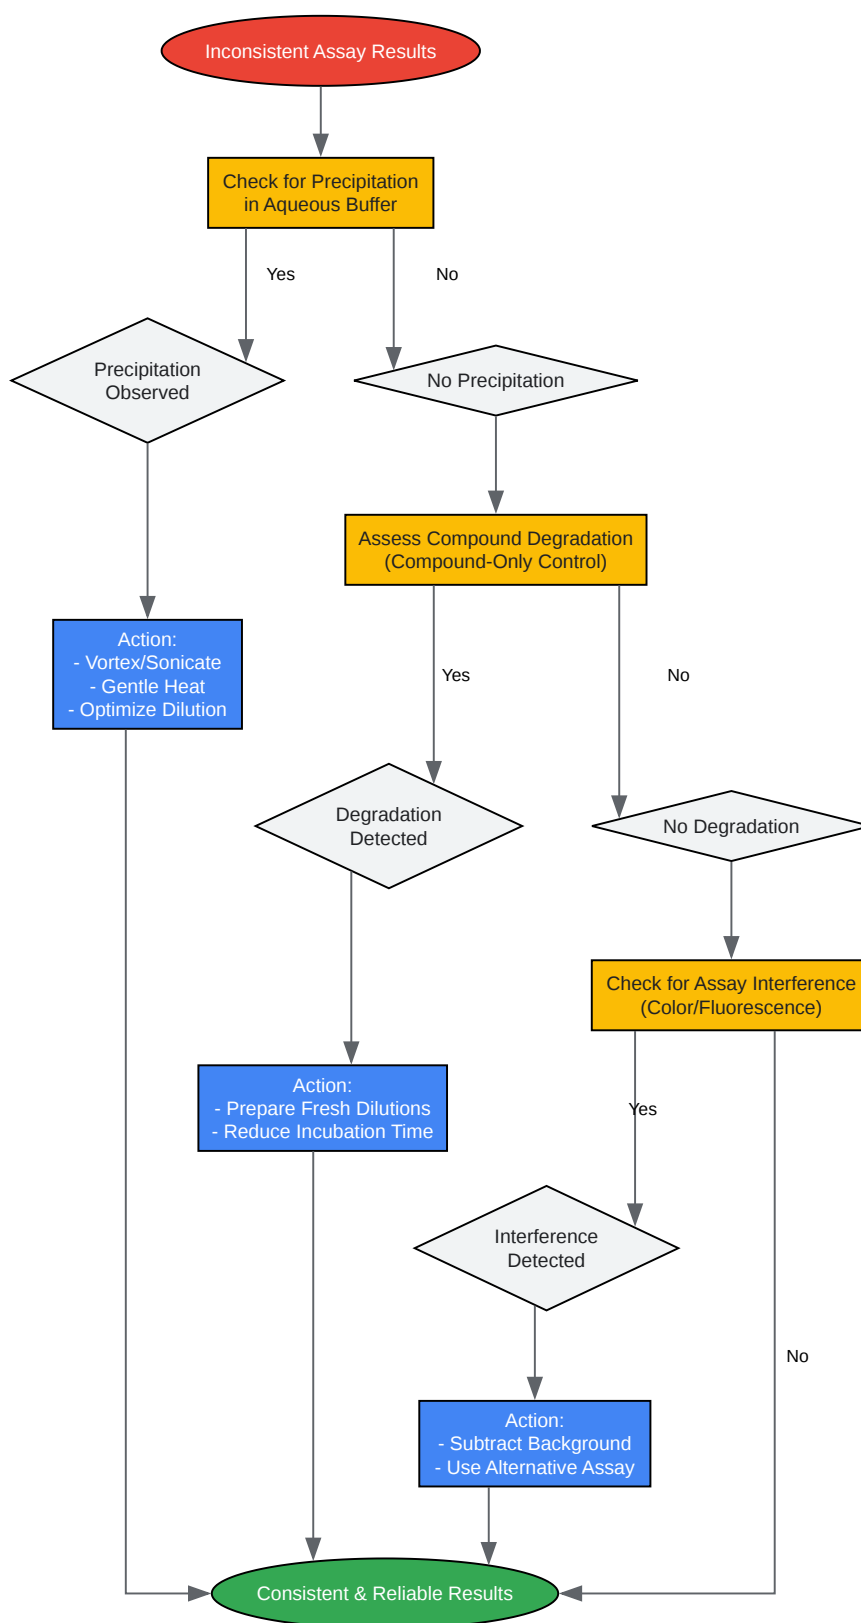 Inconsistent Assay Results
Check for Precipitation
in Aqueous Buffer
Yes
No
Precipitation
Observed
No Precipitation
Assess Compound Degradation
(Compound-Only Control)
Action:
- Vortex/Sonicate
- Gentle Heat
- Optimize Dilution
Yes
No
Degradation
Detected
No Degradation
Check for Assay Interference
(Color/Fluorescence)
Action:
- Prepare Fresh Dilutions
- Reduce Incubation Time
Yes
Interference
Detected
No
Action:
- Subtract Background
- Use Alternative Assay
Consistent & Reliable Results